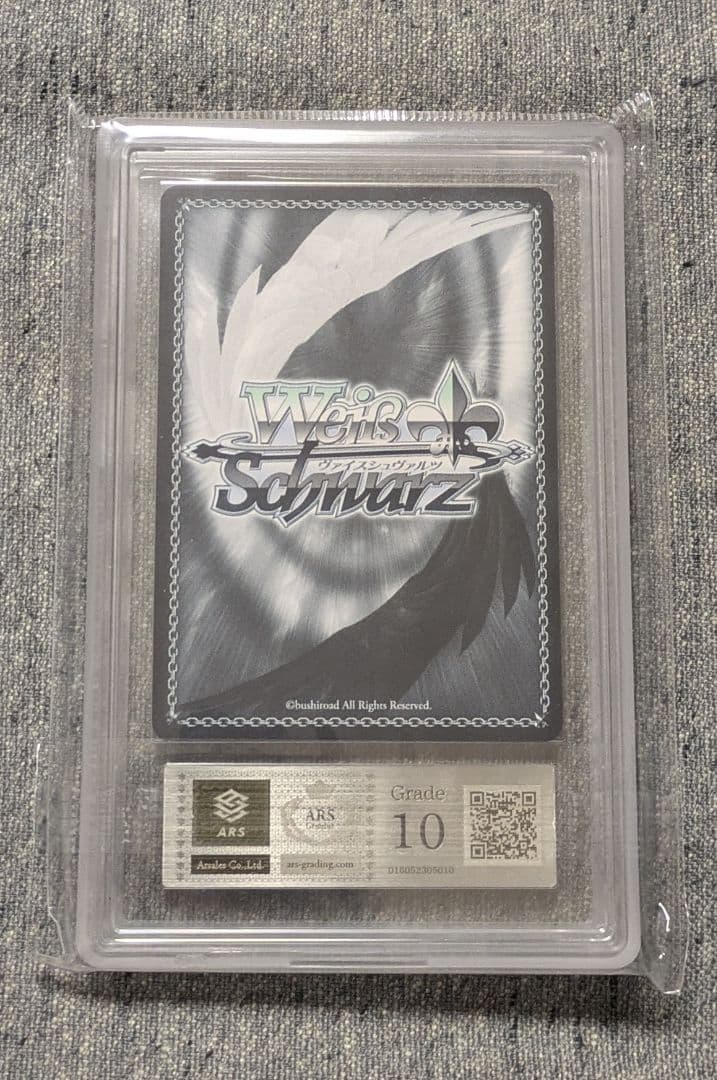 Weiß
ヴァイスシュヴァルツ
Schwarz
©bushiroad All Rights Reserved.
ARS
Arsales Co.,Ltd.
ARS
ars-grading.com
Grade
10
016052305010